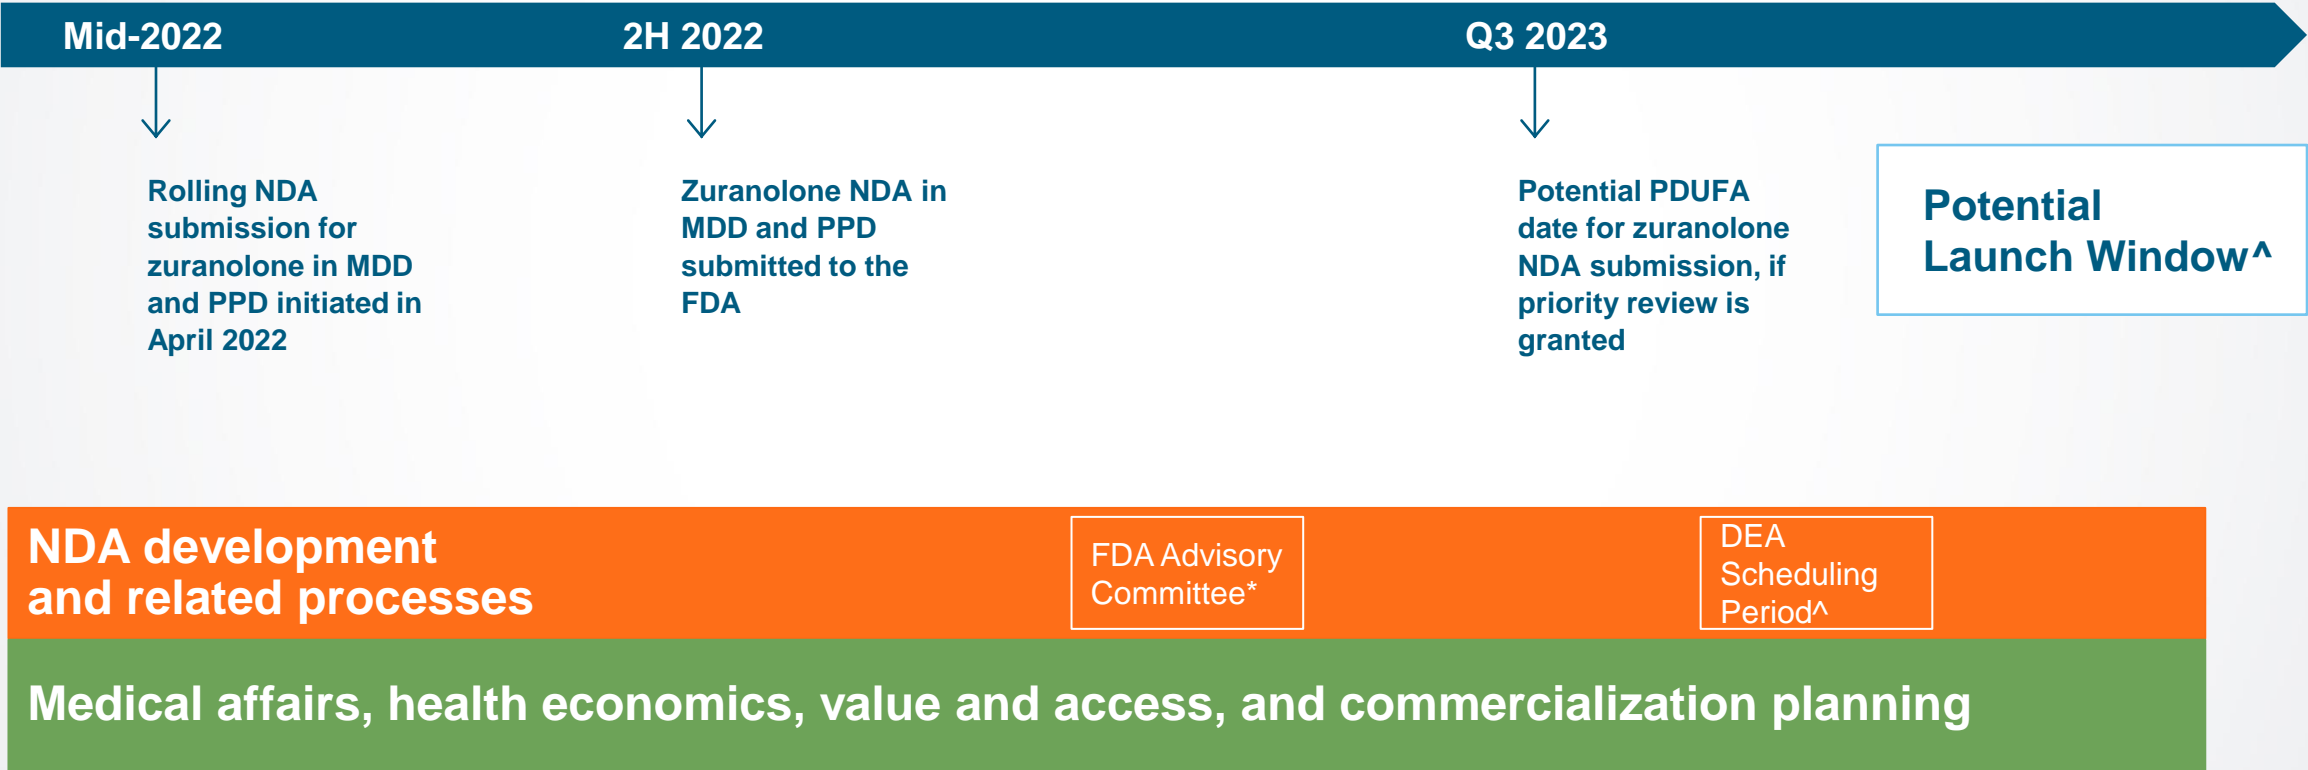 Mid-2022
2H 2022
Q3 2023
Rolling NDA
submission for
zuranolone in MDD
and PPD initiated in
April 2022
Zuranolone NDA in
MDD and PPD
submitted to the
FDA
Potential PDUFA
date for zuranolone
NDA submission, if
priority review is
granted
Potential
Launch Window^
NDA development
and related processes
FDA Advisory
Committee*
DEA
Scheduling
Period^
Medical affairs, health economics, value and access, and commercialization planning